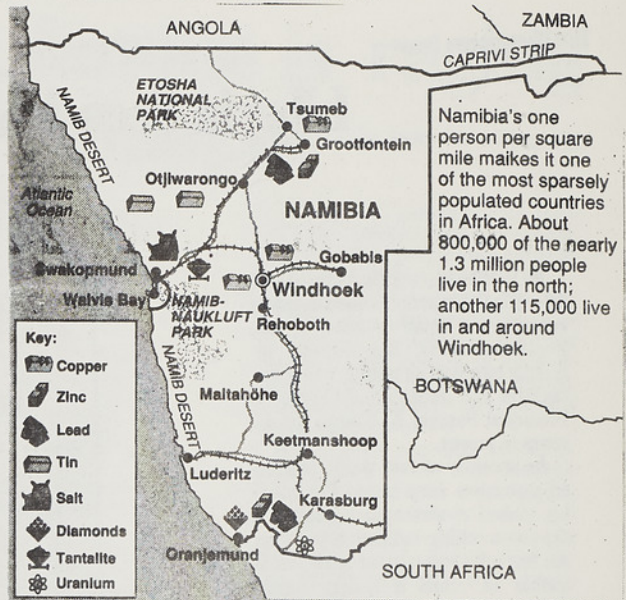 ANGOLA
ZAMBIA
CAPRIVI STRIP
ETOSHA
NATIONAL
PARK
NAMIB DESERT
Tsumeb
Grootfontein
Otjiwarongo
Atlantic
Ocean
NAMIBIA
Namibia's one
person per square
mile maikes it one
of the most sparsely
populated countries
in Africa. About
800,000 of the nearly
1.3 million people
live in the north;
another 115,000 live
in and around
Windhoek.
Swakopmund
Gobabis
Walvis Bay
NAMIB-
NAUKLUFT
PARK
Windhoek
Rehoboth
NAMIB DESERT
Maltahöhe
BOTSWANA
Keetmanshoop
Luderitz
Karasburg
Oranjemund
SOUTH AFRICA
Key:
Copper
Zinc
Lead
Tin
Salt
Diamonds
Tantalite
Uranium